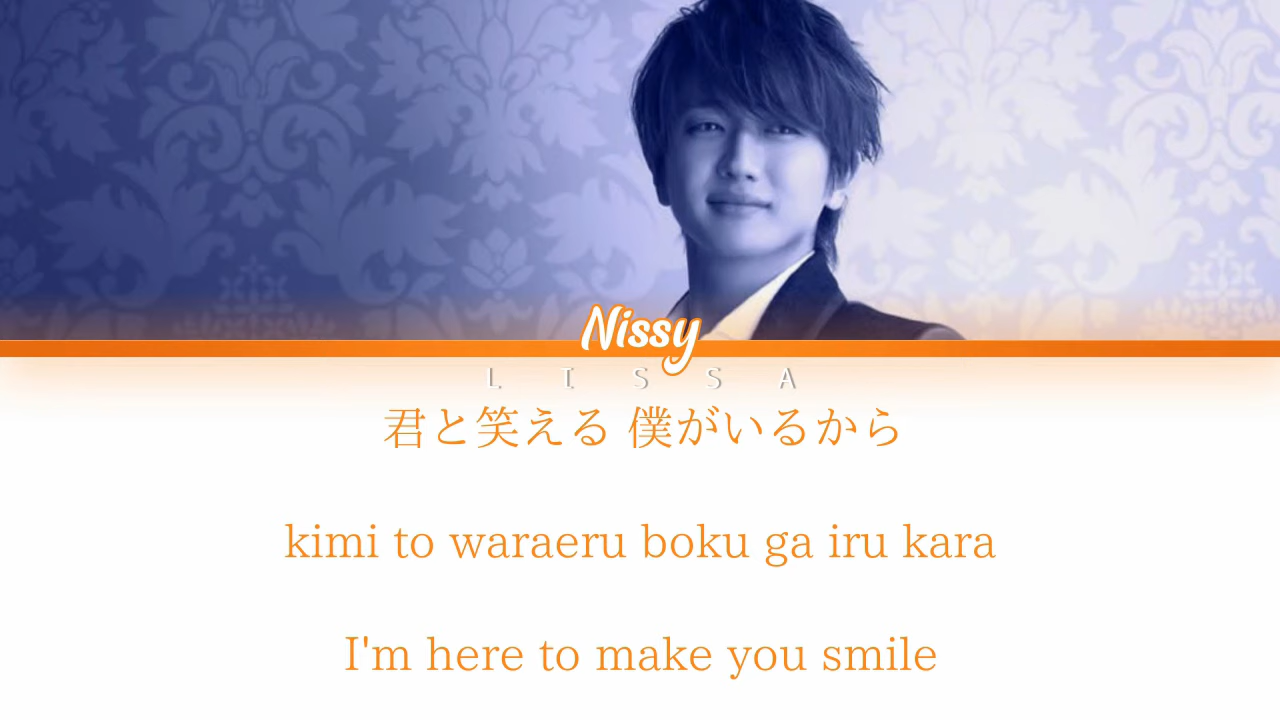 Nissy
L I S S A
君と笑える 僕がいるから
kimi to waraeru boku ga iru kara
I'm here to make you smile